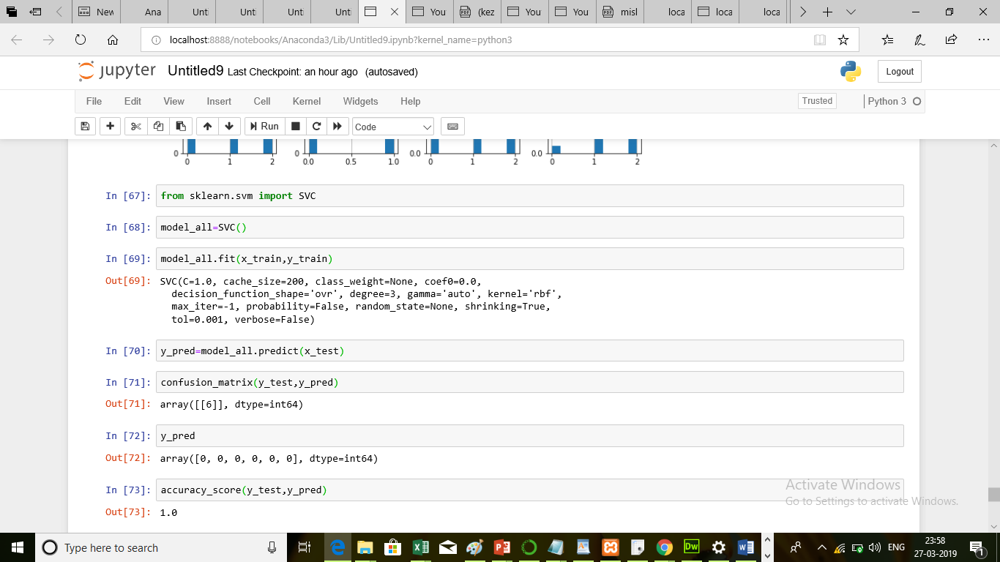 New
Ana
Unti
Unti
Unti
Unti
You
(kez
You
You
misl
loca
loca
loca
localhost:8888/notebooks/Anaconda3/Lib/Untitled9.ipynb?kernel_name=python3
jupyter Untitled9 Last Checkpoint: an hour ago (autosaved)
Logout
File Edit View Insert Cell Kernel Widgets Help
Trusted
Python 3
Run
Code
0 0 0.0 0.0
0 1 2 0.0 0.5 1.0 0 1 2 0 1 2
In [67]: from sklearn.svm import SVC
In [68]: model_all=SVC()
In [69]: model_all.fit(x_train,y_train)
Out[69]: SVC(C=1.0, cache_size=200, class_weight=None, coef0=0.0,
decision_function_shape='ovr', degree=3, gamma='auto', kernel='rbf',
max_iter=-1, probability=False, random_state=None, shrinking=True,
tol=0.001, verbose=False)
In [70]: y_pred=model_all.predict(x_test)
In [71]: confusion_matrix(y_test,y_pred)
Out[71]: array([[6]], dtype=int64)
In [72]: y_pred
Out[72]: array([0, 0, 0, 0, 0, 0], dtype=int64)
In [73]: accuracy_score(y_test,y_pred)
Out[73]: 1.0
Activate Windows
Go to Settings to activate Windows.
Type here to search
Dw
ENG
23:58
27-03-2019
1